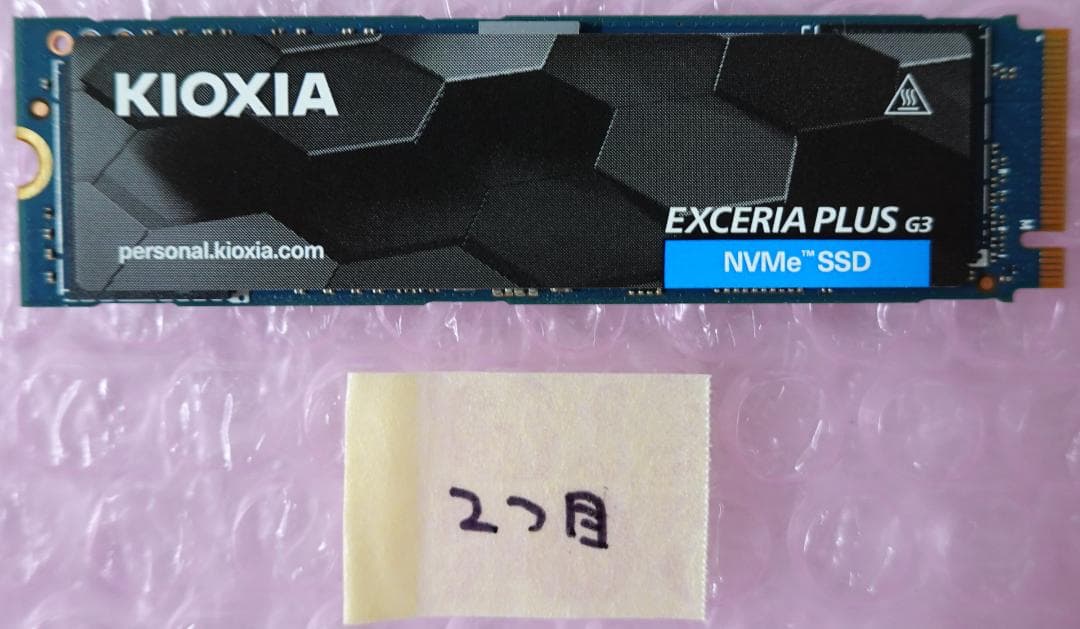 KIOXIA
personal.kioxia.com
EXCERIA PLUS G3
NVMe™ SSD
M
2つ目